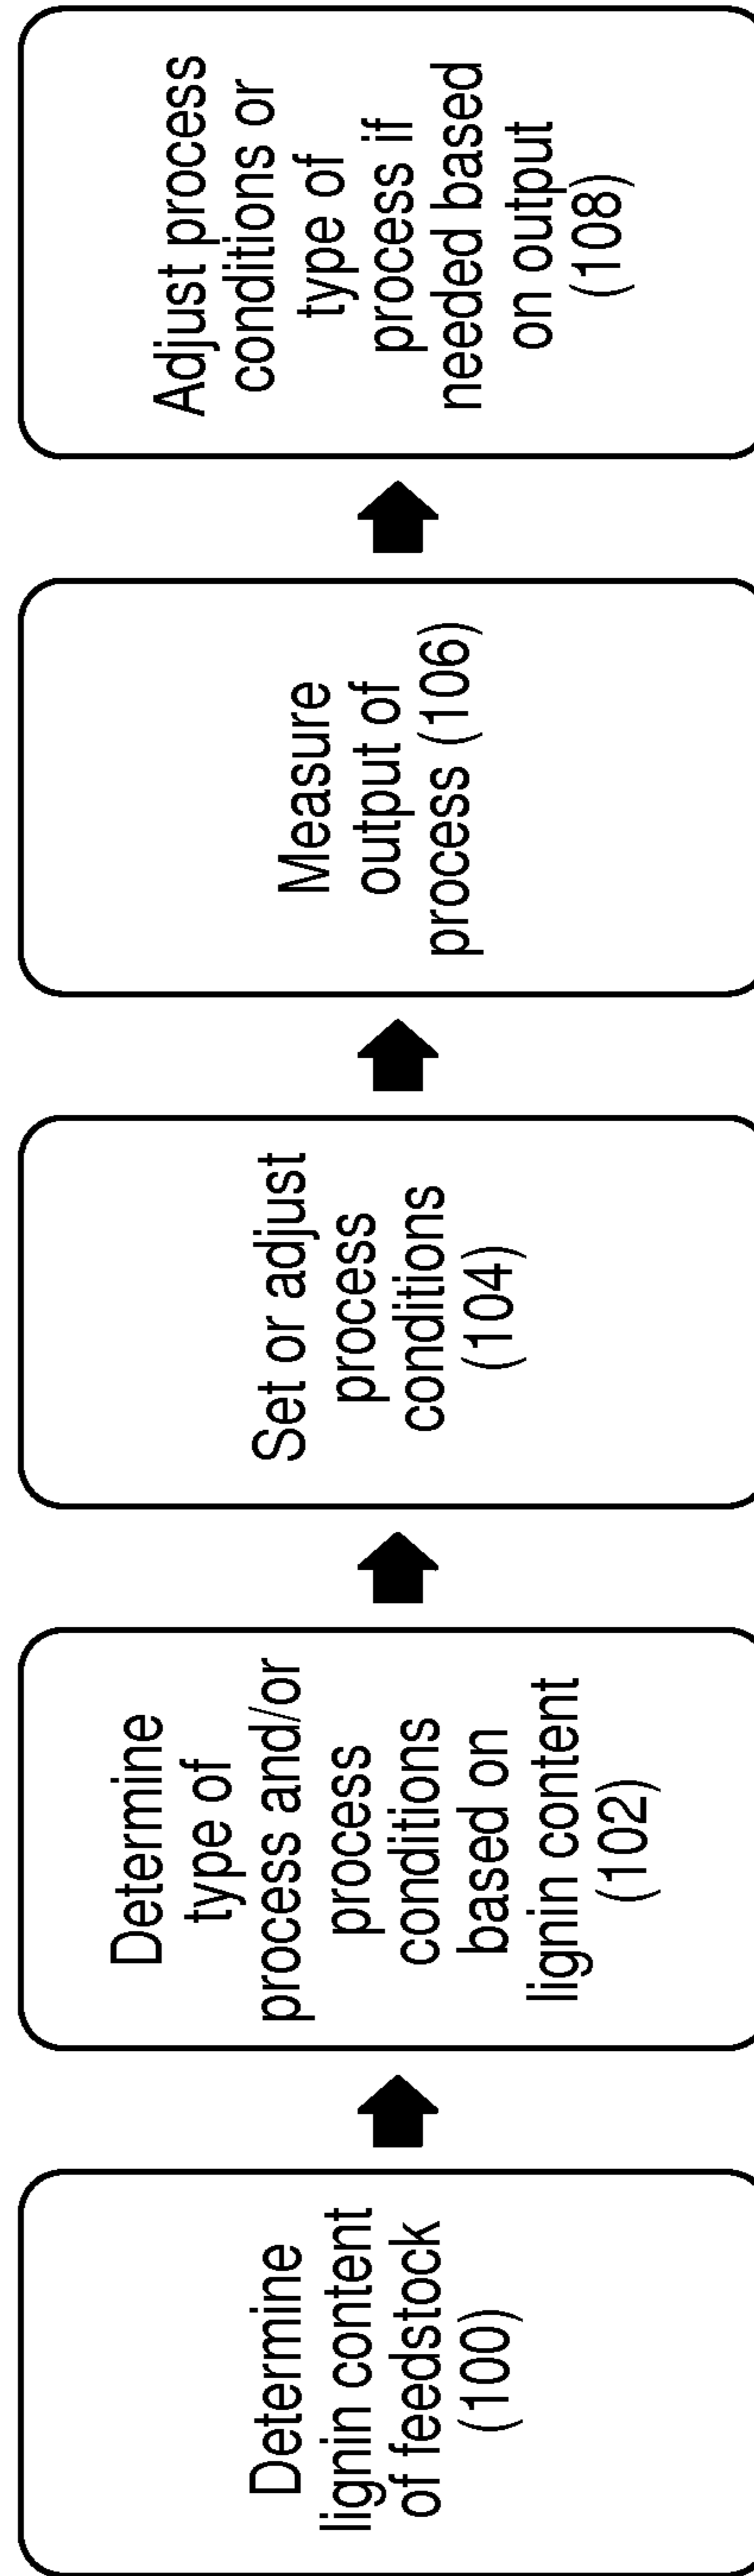 Determine
lignin content
of feedstock
(100)
Determine
type of
process and/or
process
conditions
based on
lignin content
(102)
Set or adjust
process
conditions
(104)
Measure
output of
process (106)
Adjust process
conditions or
type of
process if
needed based
on output
(108)